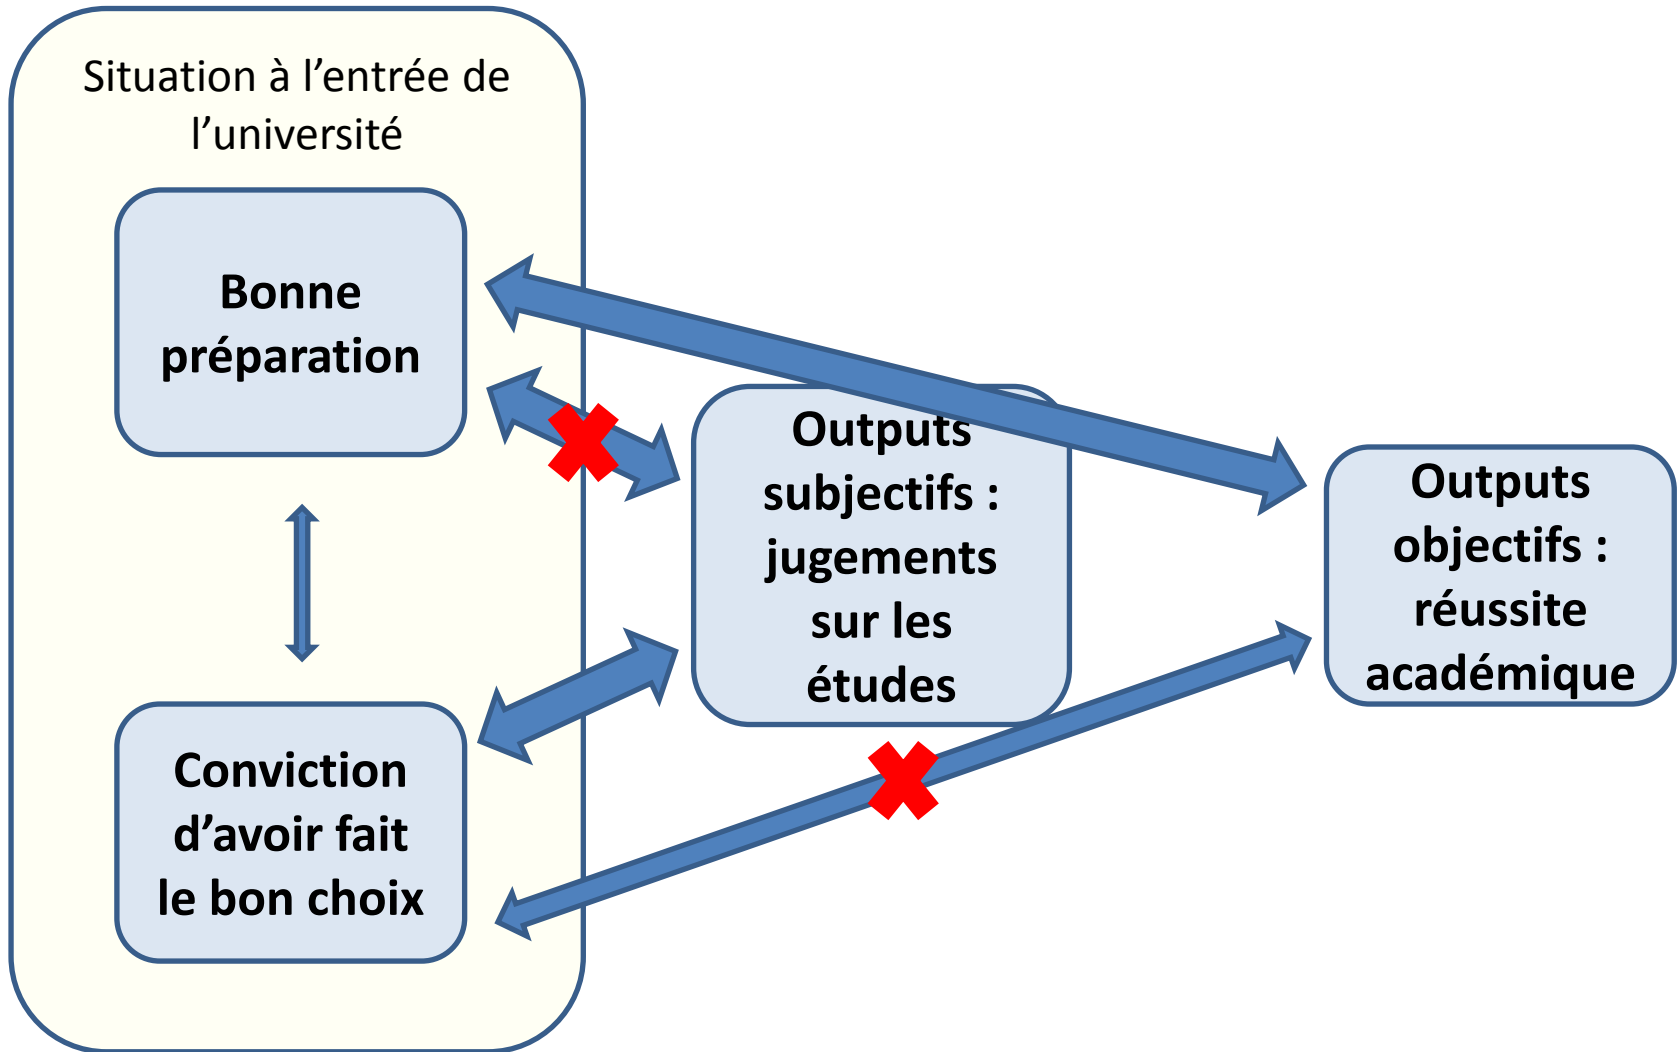 Situation à l’entrée de
l’université
Bonne
préparation
Conviction
d’avoir fait
le bon choix
Outputs
subjectifs :
jugements
sur les
études
Outputs
objectifs :
réussite
académique